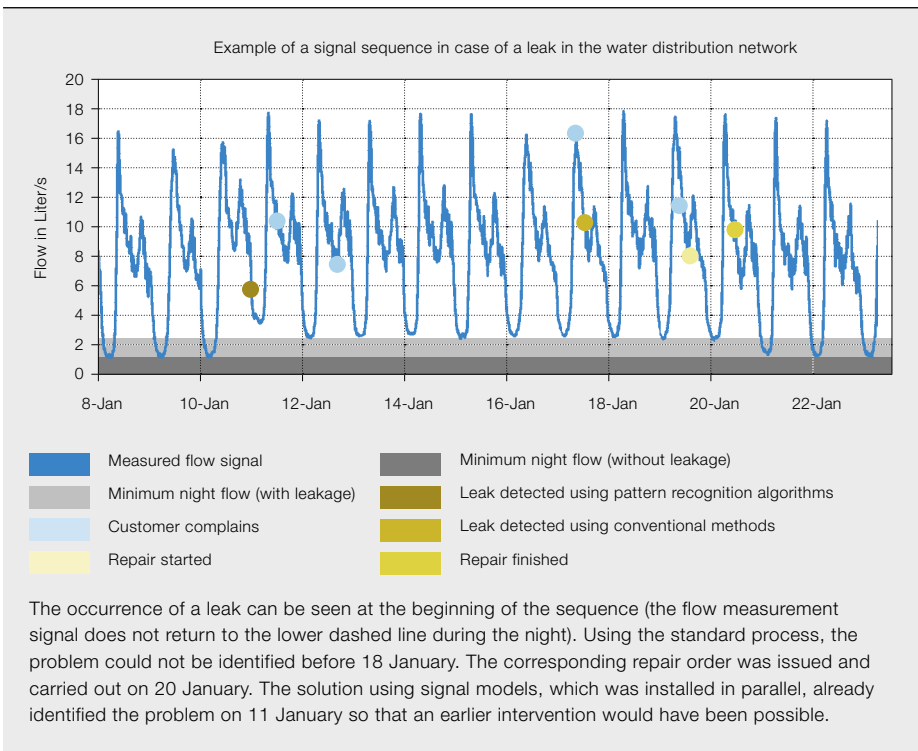 Example of a signal sequence in case of a leak in the water distribution network
Flow in Liter/s
20
18
16
14
12
10
8
6
4
2
0
8-Jan
10-Jan
12-Jan
14-Jan
16-Jan
18-Jan
20-Jan
22-Jan
Measured flow signal
Minimum night flow (without leakage)
Minimum night flow (with leakage)
Leak detected using pattern recognition algorithms
Customer complains
Leak detected using conventional methods
Repair started
Repair finished
The occurrence of a leak can be seen at the beginning of the sequence (the flow measurement
signal does not return to the lower dashed line during the night). Using the standard process, the
problem could not be identified before 18 January. The corresponding repair order was issued and
carried out on 20 January. The solution using signal models, which was installed in parallel, already
identified the problem on 11 January so that an earlier intervention would have been possible.